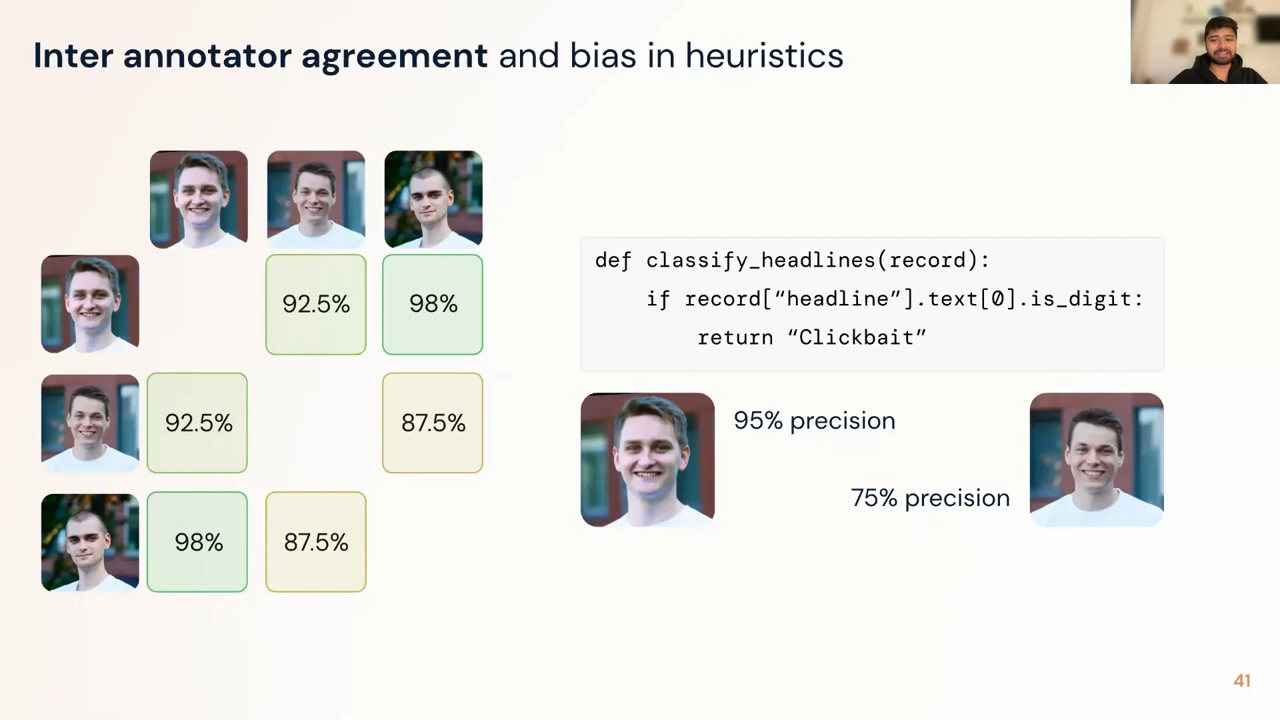 Inter annotator agreement and bias in heuristics
92.5%
98%
92.5%
87.5%
98%
87.5%
def classify_headlines(record):
if record[“headline”].text[0].is_digit:
return “Clickbait”
95% precision
75% precision
41